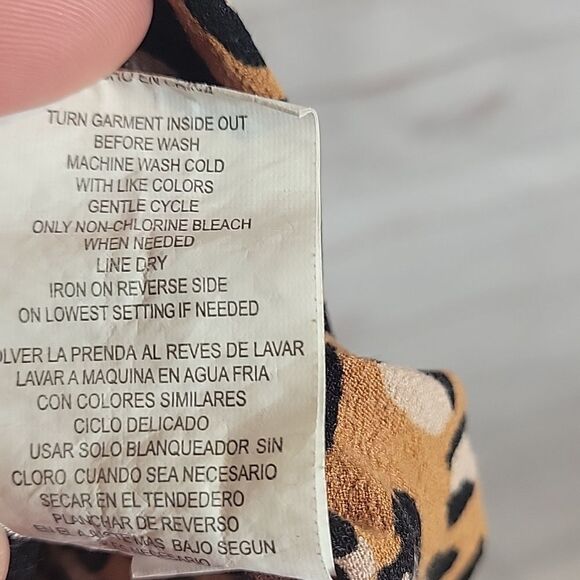 EN
TURN GARMENT INSIDE OUT
BEFORE WASH
MACHINE WASH COLD
WITH LIKE COLORS
GENTLE CYCLE
ONLY NON-CHLORINE BLEACH
WHEN NEEDED
LINE DRY
IRON ON REVERSE SIDE
ON LOWEST SETTING IF NEEDED
OLVER LA PRENDA AL REVES DE LAVAR
LAVAR A MAQUINA EN AGUA FRIA
CON COLORES SIMILARES
CICLO DELICADO
USAR SOLO BLANQUEADOR SIN
CLORO CUANDO SEA NECESARIO
SECAR EN EL TENDEDERO
PLANCHAR DE REVERSO
BAJO SEGUN